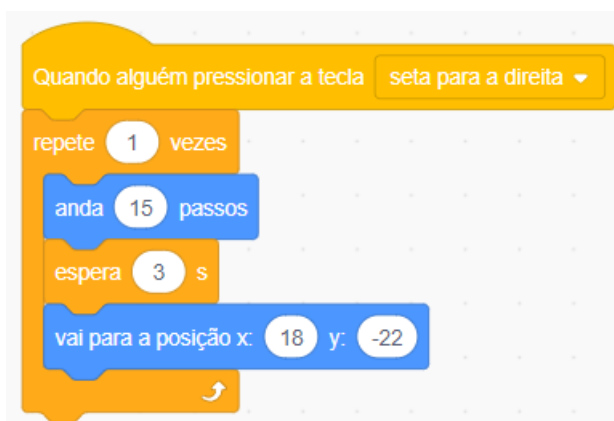 Quando alguém pressionar a tecla seta para a direita
repete 1 vezes
anda 15 passos
espera 3 s
vai para a posição x: 18 y: -22